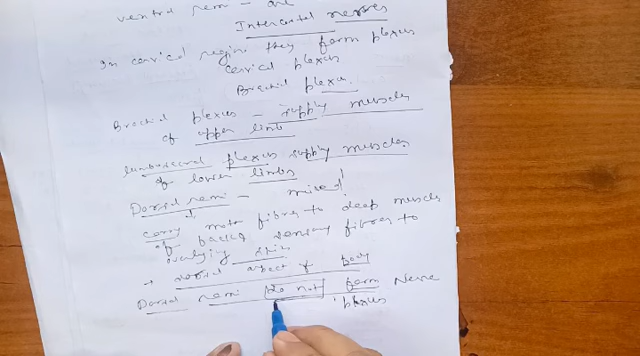 ventral rami - are
Intercostal nerves
In cervical region they form plexus
cervical plexus
Brachial plexus.
Brachial plexus - supply muscles
of upper limb
lumbosacral plexus supply muscles
of lower limbs
Dorsal rami - mixed
carry motor fibres to deep muscles
of back & sensory fibres to
overlying skin
→ dorsal aspect of body
Dorsal rami do not form Nerve
plexus